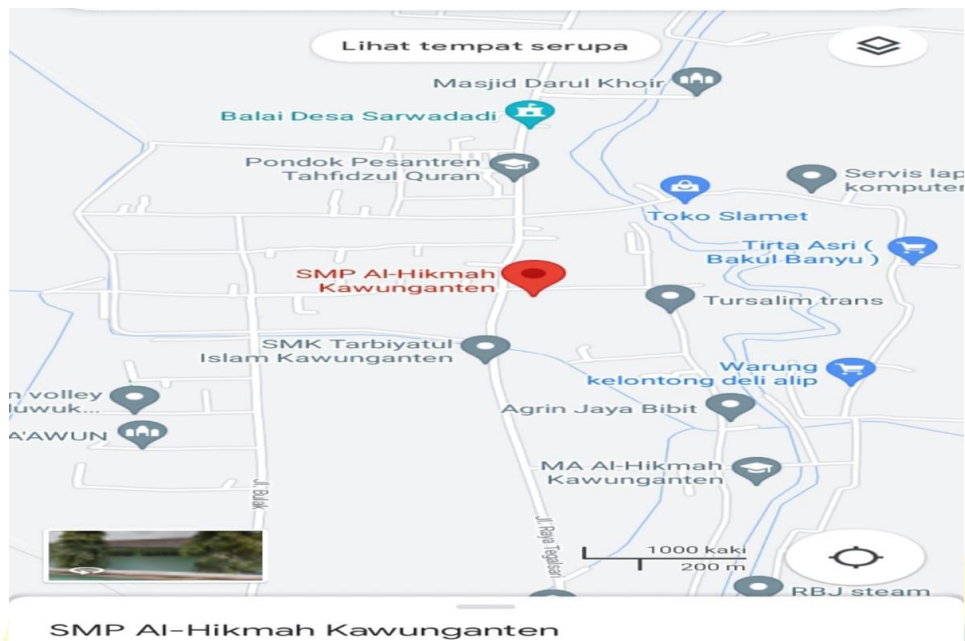 Lihat tempat serupa
Masjid Darul Khoir
Balai Desa Sarwadadi
Pondok Pesantren
Tahfidzul Quran
Servis lap
komputer
Toko Slamet
Tirta Asri (
Bakul Banyu )
SMP Al-Hikmah
Kawunganten
Tursalim trans
SMK Tarbiyatul
Islam Kawunganten
Warung
kelontong deli alip
n volley
luwuk...
Agrin Jaya Bibit
A'AWUN
MA Al-Hikmah
Kawunganten
Jl. Bulak
Jl. Raya Tegalsari
1000 kaki
200 m
RBJ steam
SMP Al-Hikmah Kawunganten